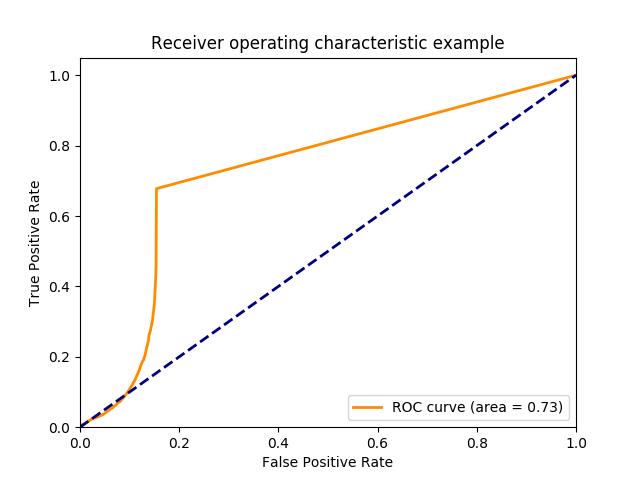 Receiver operating characteristic example
1.0
0.8
0.6
0.4
0.2
0.0
True Positive Rate
0.0 0.2 0.4 0.6 0.8 1.0
False Positive Rate
ROC curve (area = 0.73)